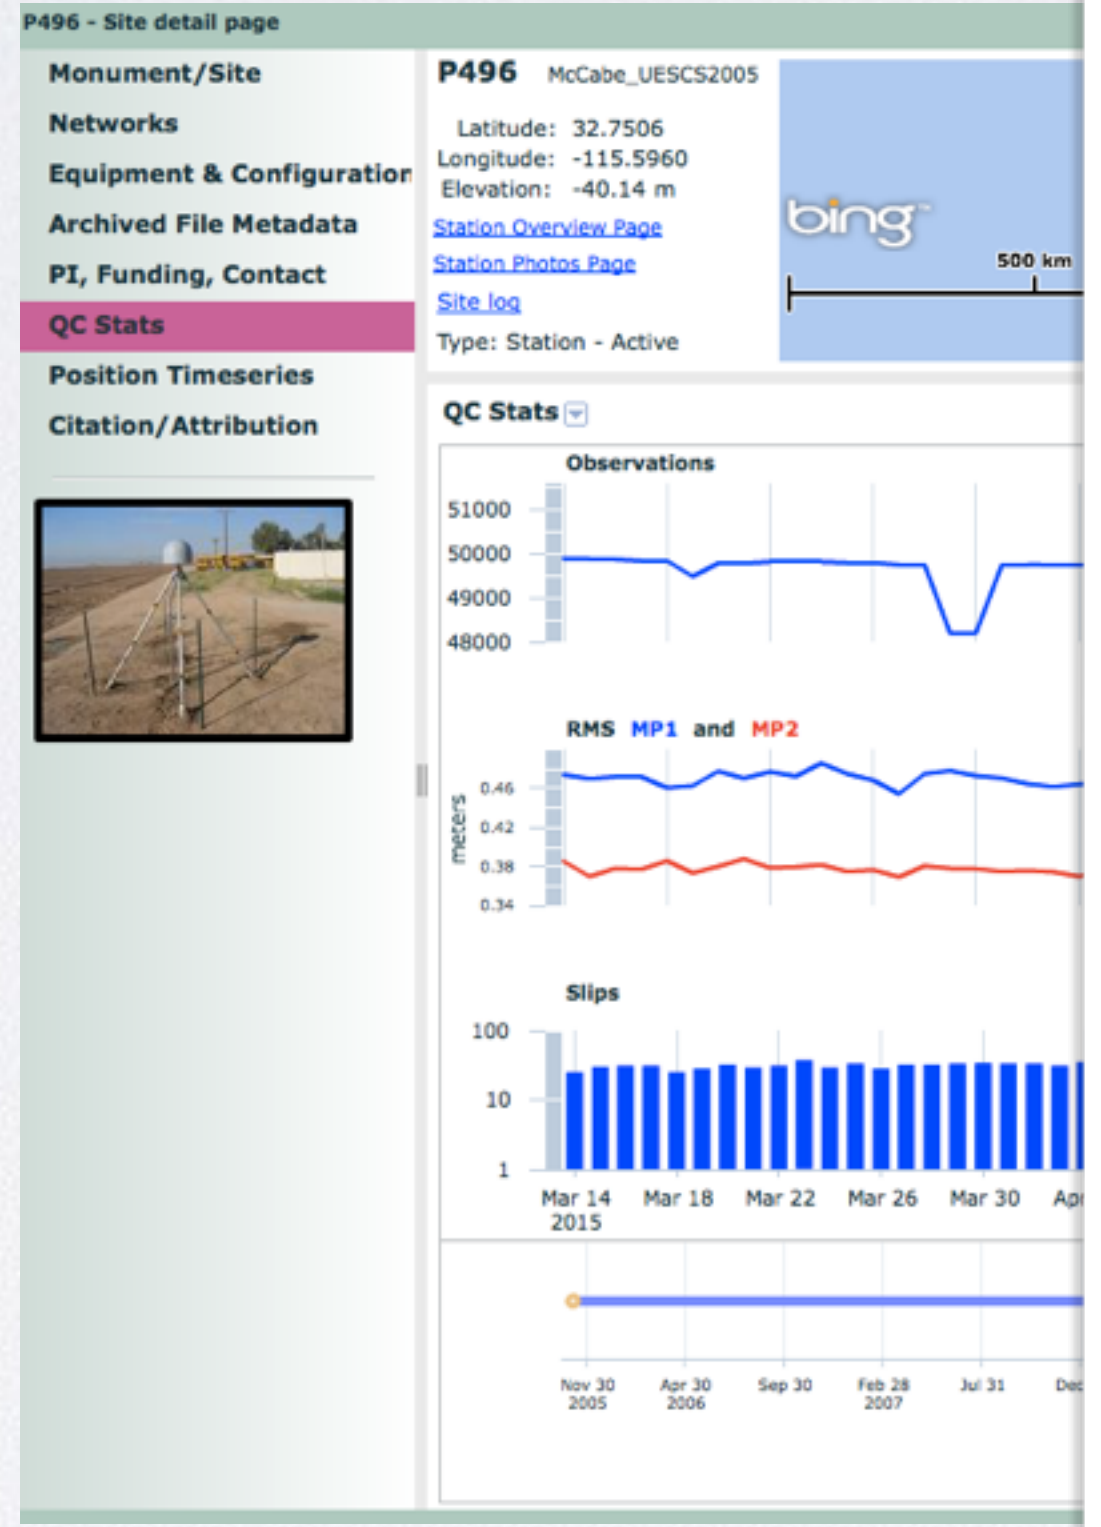 P496 - Site detail page
Monument/Site
Networks
Equipment & Configuration
Archived File Metadata
PI, Funding, Contact
QC Stats
Position Timeseries
Citation/Attribution
P496 McCabe_UESCS2005
Latitude: 32.7506
Longitude: -115.5960
Elevation: -40.14 m
Station Overview Page
Station Photos Page
Site log
Type: Station - Active
bing™
500 km
QC Stats
Observations
51000
50000
49000
48000
RMS MP1 and MP2
meters
0.46
0.42
0.38
0.34
Slips
100
10
1
Mar 14 Mar 18 Mar 22 Mar 26 Mar 30 Ap
2015
Nov 30 Apr 30 Sep 30 Feb 28 Jul 31 Dec
2005 2006 2007